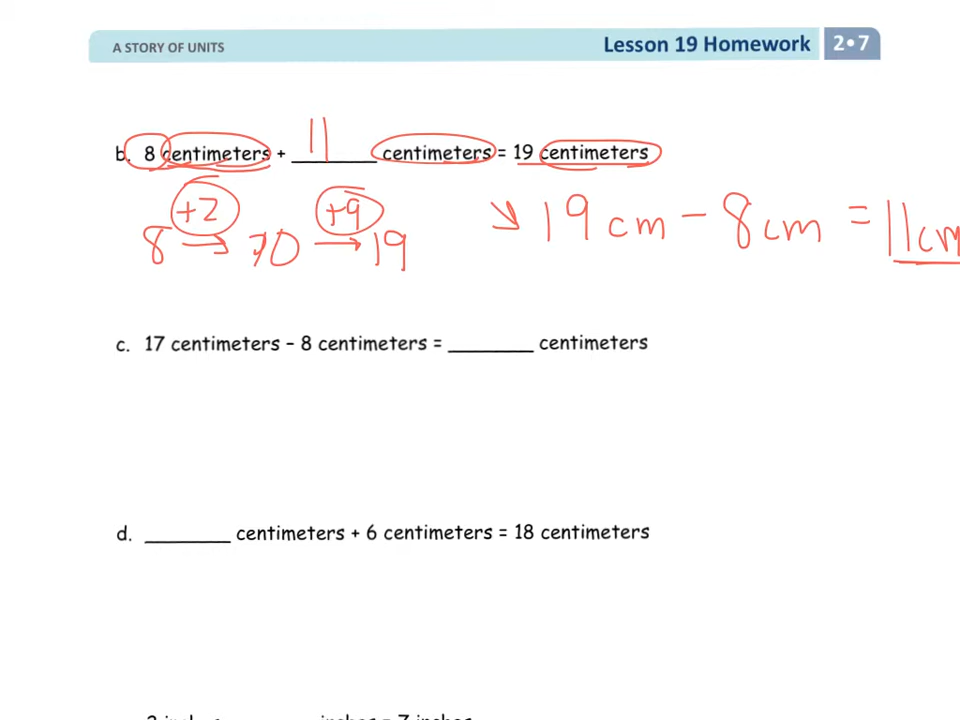 A STORY OF UNITS Lesson 19 Homework 2•7
b. 8 centimeters + 11 centimeters = 19 centimeters
+2 +9
8 → 10 → 19 ↘ 19 cm - 8 cm = 11 cm
c. 17 centimeters - 8 centimeters = ________ centimeters
d. ________ centimeters + 6 centimeters = 18 centimeters